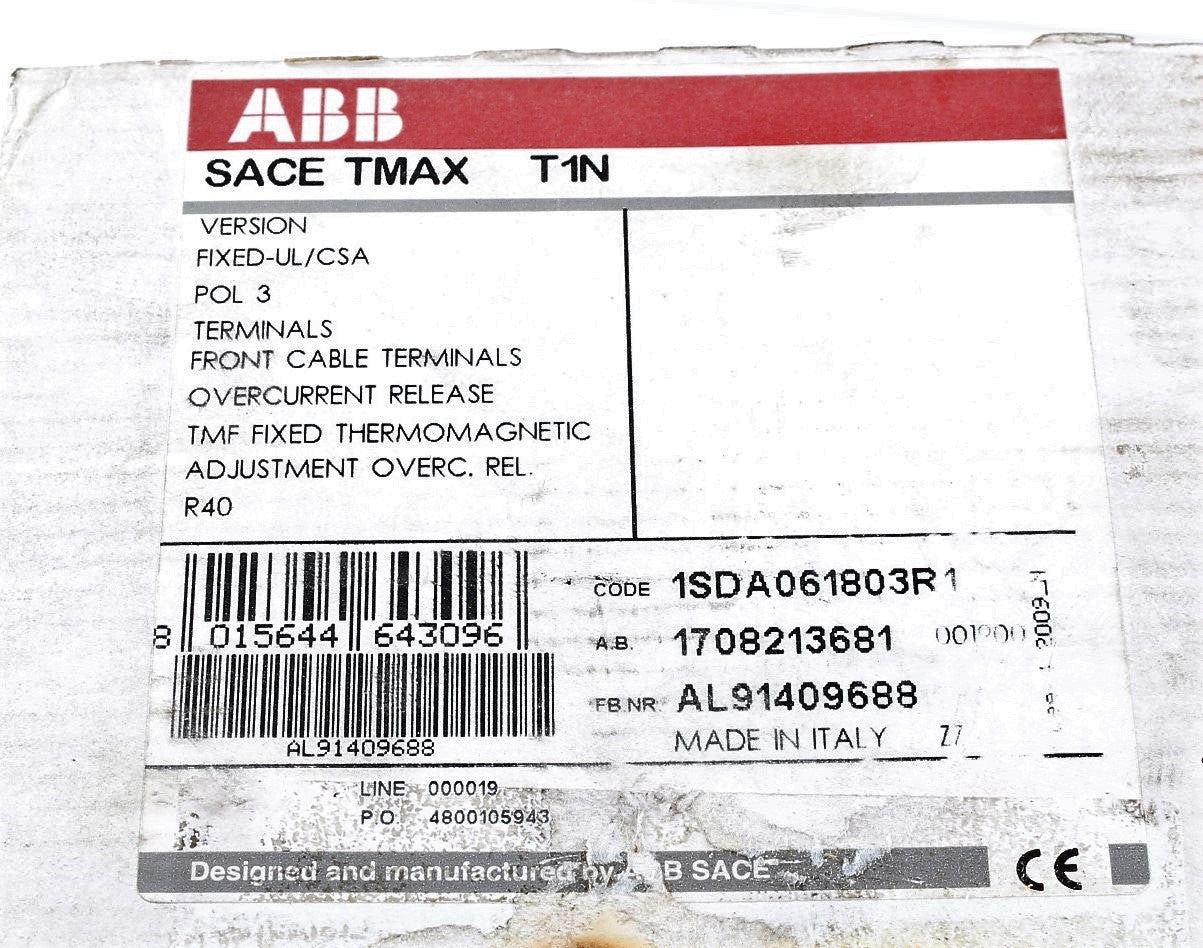 ABB
SACE TMAX T1N
VERSION
FIXED-UL/CSA
POL 3
TERMINALS
FRONT CABLE TERMINALS
OVERCURRENT RELEASE
TMF FIXED THERMOMAGNETIC
ADJUSTMENT OVERC. REL.
R40
8 015644 643096
AL91409688
CODE 1SDA061803R1
A.B. 1708213681
FB NR AL91409688
MADE IN ITALY
LINE 000019
P.O. 4800105943
Designed and manufactured by ABB SACE
CE